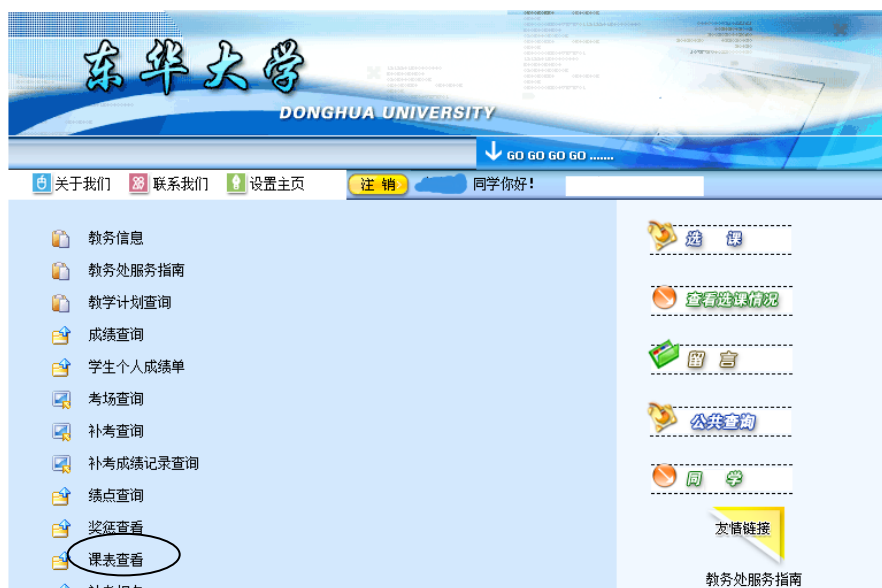 东华大学
DONGHUA UNIVERSITY
GO GO GO GO ......
关于我们 联系我们 设置主页 注 销 同学你好！
教务信息
教务处服务指南
教学计划查询
成绩查询
学生个人成绩单
考场查询
补考查询
补考成绩记录查询
绩点查询
奖惩查看
课表查看
选 课
查看选课情况
留 言
公共查询
同 学
友情链接
教务处服务指南